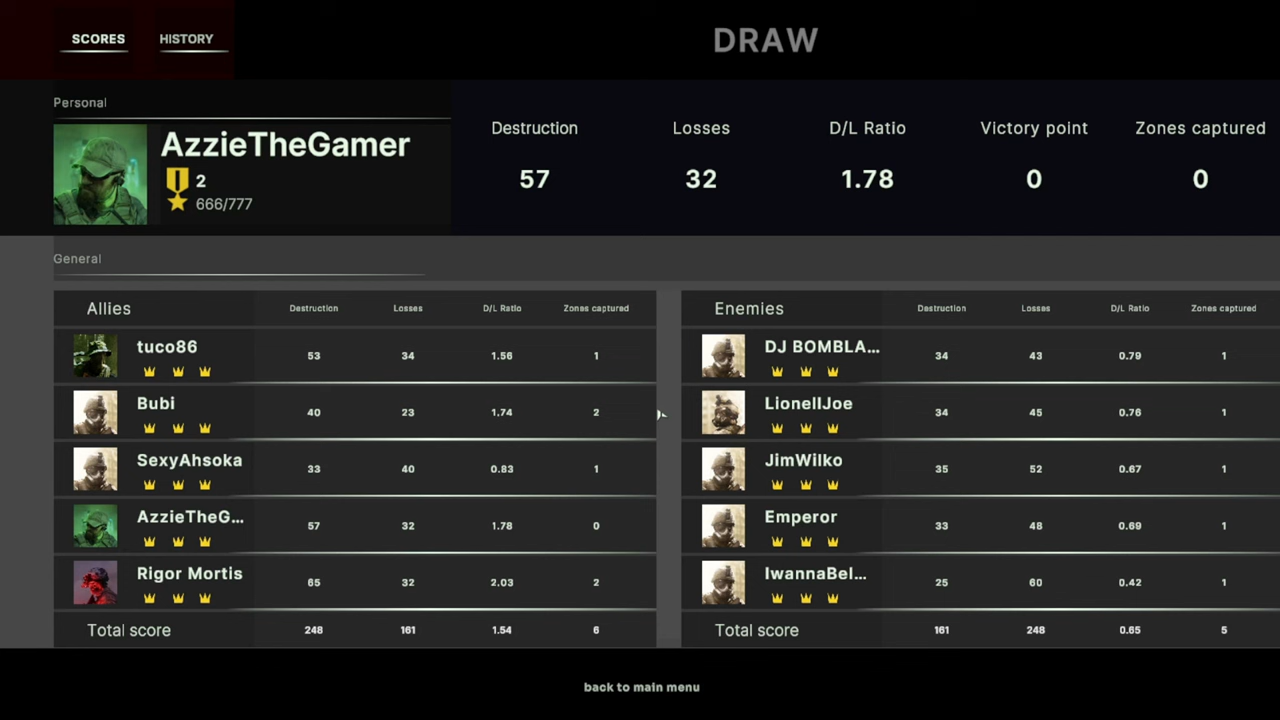 SCORES HISTORY DRAW
Personal
AzzieTheGamer
2
666/777
Destruction Losses D/L Ratio Victory point Zones captured
57 32 1.78 0 0
General
Allies Destruction Losses D/L Ratio Zones captured
tuco86 53 34 1.56 1
Bubi 40 23 1.74 2
SexyAhsoka 33 40 0.83 1
AzzieTheG... 57 32 1.78 0
Rigor Mortis 65 32 2.03 2
Total score 248 161 1.54 6
Enemies Destruction Losses D/L Ratio Zones captured
DJ BOMBLA... 34 43 0.79 1
LionellJoe 34 45 0.76 1
JimWilko 35 52 0.67 1
Emperor 33 48 0.69 1
IwannaBel... 25 60 0.42 1
Total score 161 248 0.65 5
back to main menu